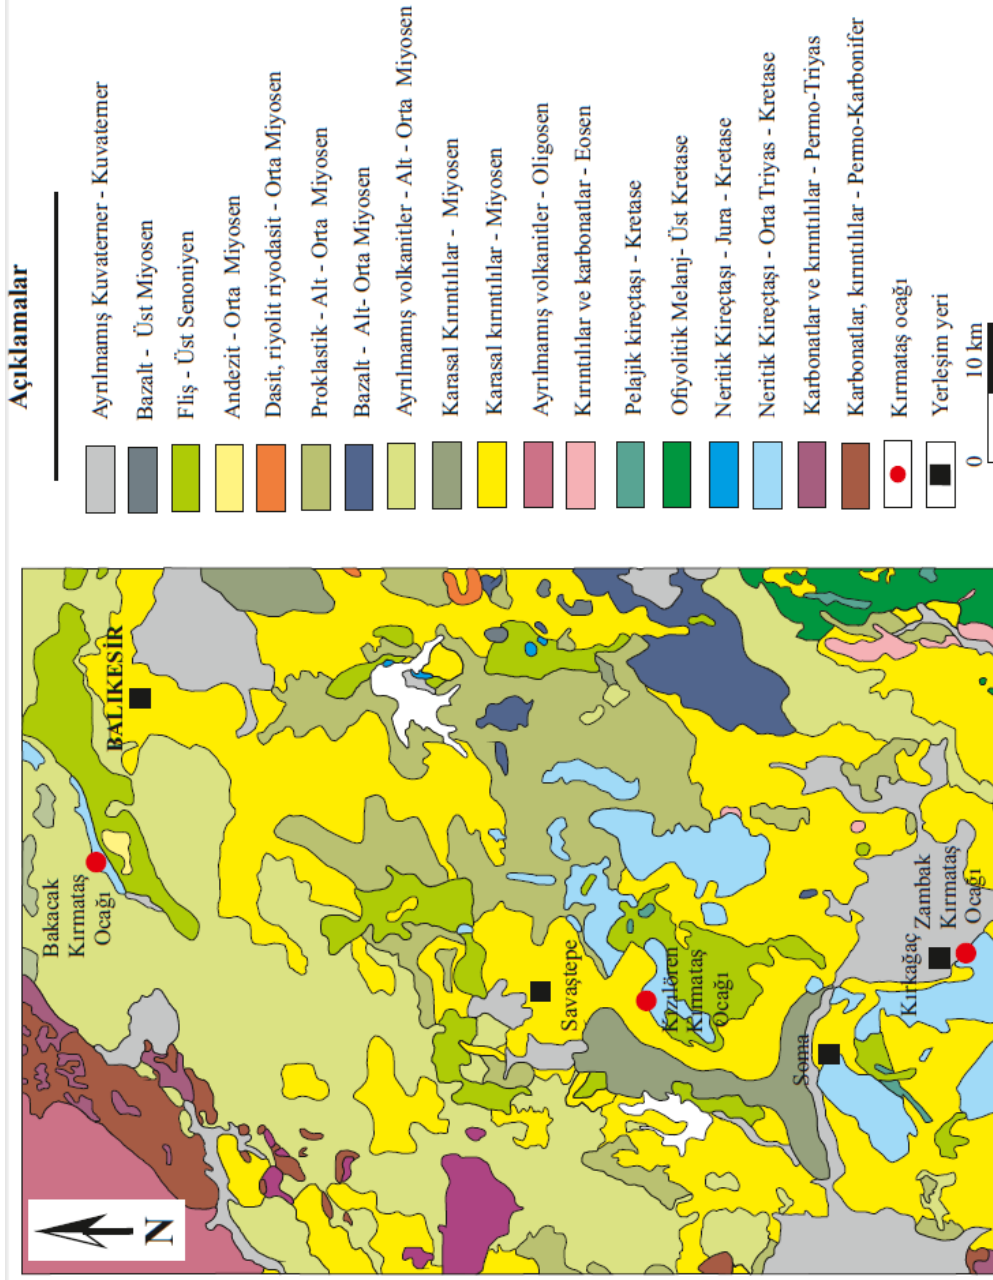 Açıklamalar
Ayrılmamış Kuvaterner - Kuvaterner
Bazalt - Üst Miyosen
Fliş - Üst Senoniyen
Andezit - Orta Miyosen
Dasit, riyolit riyodasit - Orta Miyosen
Proklastik - Alt - Orta Miyosen
Bazalt - Alt- Orta Miyosen
Ayrılmamış volkanitler - Alt - Orta Miyosen
Karasal Kırıntılılar - Miyosen
Karasal kırıntılılar - Miyosen
Ayrılmamış volkanitler - Oligosen
Kırıntılılar ve karbonatlar - Eosen
Pelajik kireçtaşı - Kretase
Ofiyolitik Melanj- Üst Kretase
Neritik Kireçtaşı - Jura - Kretase
Neritik Kireçtaşı - Orta Triyas - Kretase
Karbonatlar ve kırıntılılar - Permo-Triyas
Karbonatlar, kırıntılılar - Permo-Karbonifer
Kırmataş ocağı
Yerleşim yeri
0 10 km
N
BALIKESİR
Bakacak
Kırmataş
Ocağı
Savaştepe
Kızılören
Kırmataş
Ocağı
Soma
Kırkağaç
Zambak
Kırmataş
Ocağı